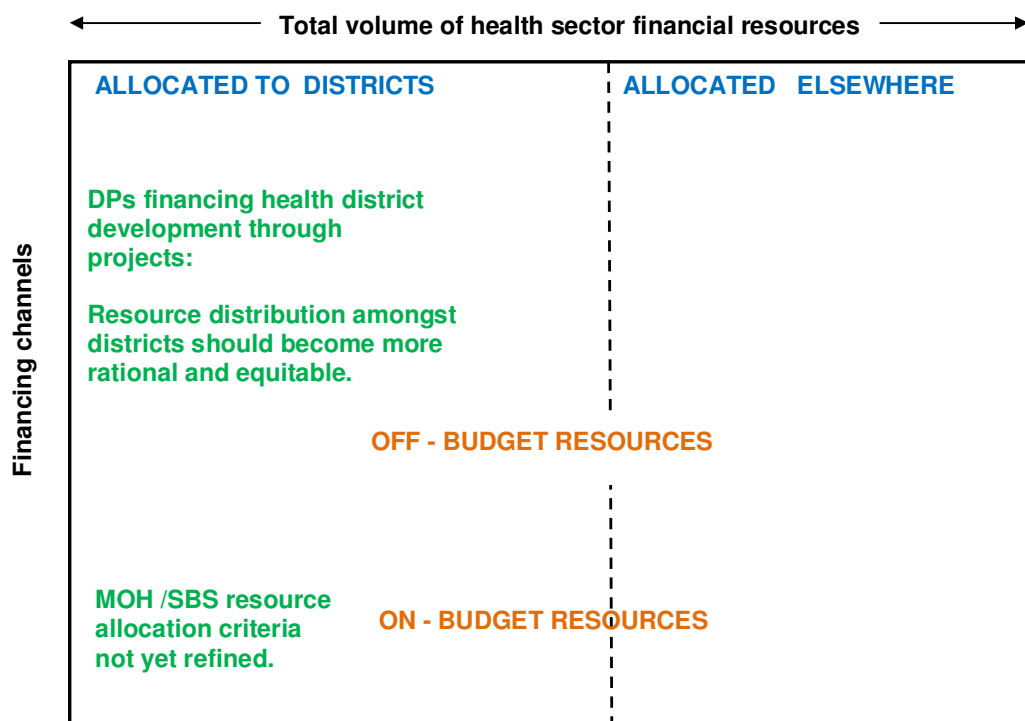 Total volume of health sector financial resources
ALLOCATED TO DISTRICTS
ALLOCATED ELSEWHERE
Financing channels
DPs financing health district
development through
projects:
Resource distribution amongst
districts should become more
rational and equitable.
OFF - BUDGET RESOURCES
MOH /SBS resource
allocation criteria
not yet refined.
ON - BUDGET RESOURCES